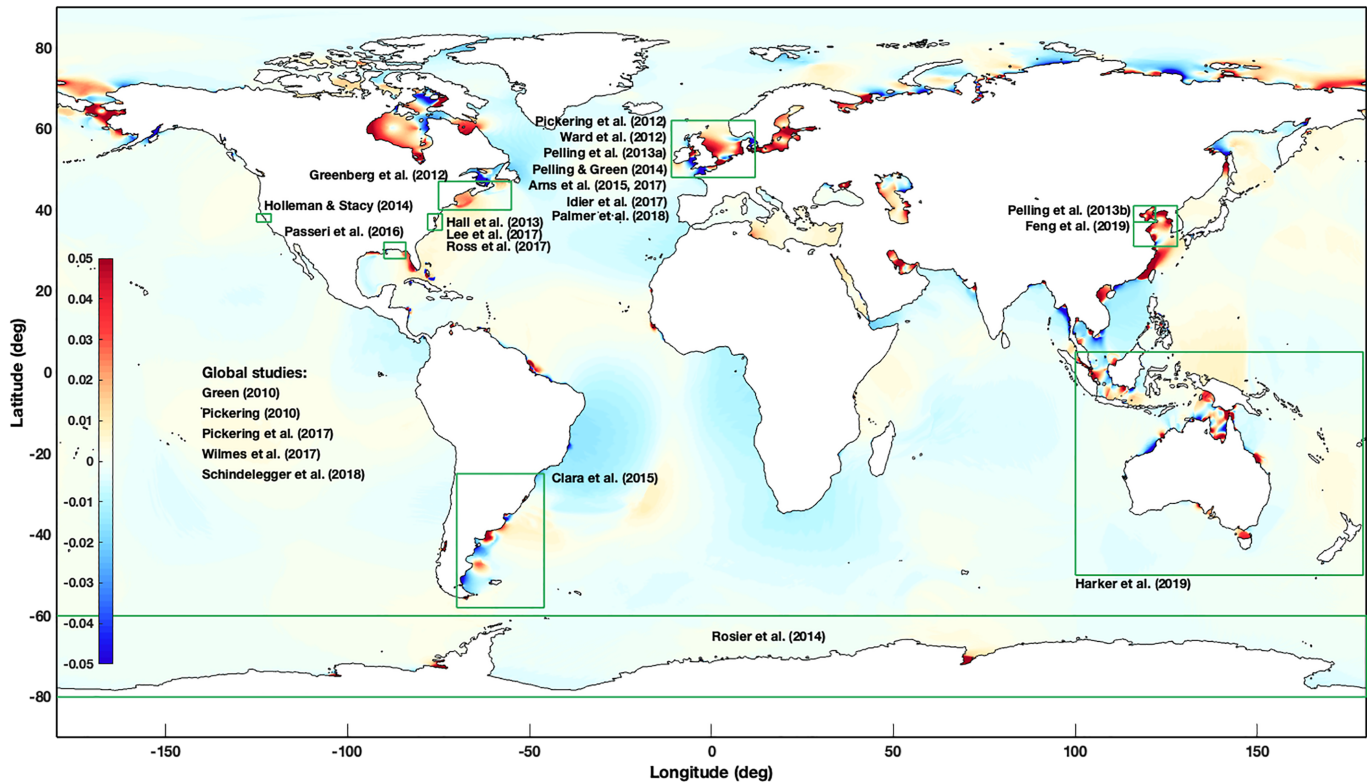 80
60
40
20
0
-20
-40
-60
-80
Latitude (deg)
-150
-100
-50
0
50
100
150
Longitude (deg)
0.05
0.04
0.03
0.02
0.01
0
-0.01
-0.02
-0.03
-0.04
-0.05
Pickering et al. (2012)
Ward et al. (2012)
Pelling et al. (2013a)
Pelling & Green (2014)
Arns et al. (2015, 2017)
Idier et al. (2017)
Palmer et al. (2018)
Greenberg et al. (2012)
Holleman & Stacy (2014)
Passeri et al. (2016)
Hall et al. (2013)
Lee et al. (2017)
Ross et al. (2017)
Pelling et al. (2013b)
Feng et al. (2019)
Global studies:
Green (2010)
Pickering (2010)
Pickering et al. (2017)
Wilmes et al. (2017)
Schindelegger et al. (2018)
Clara et al. (2015)
Harker et al. (2019)
Rosier et al. (2014)